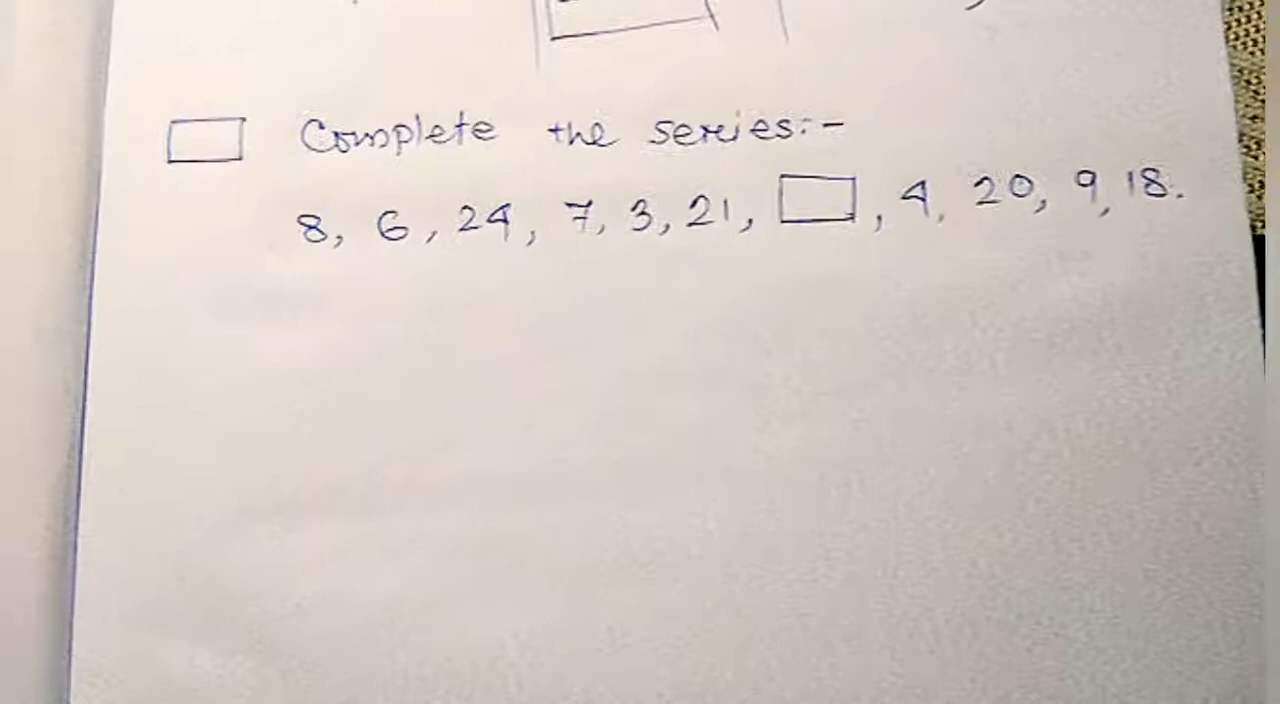 Complete the series:-
8, 6, 24, 7, 3, 21, , 4, 20, 9, 18.